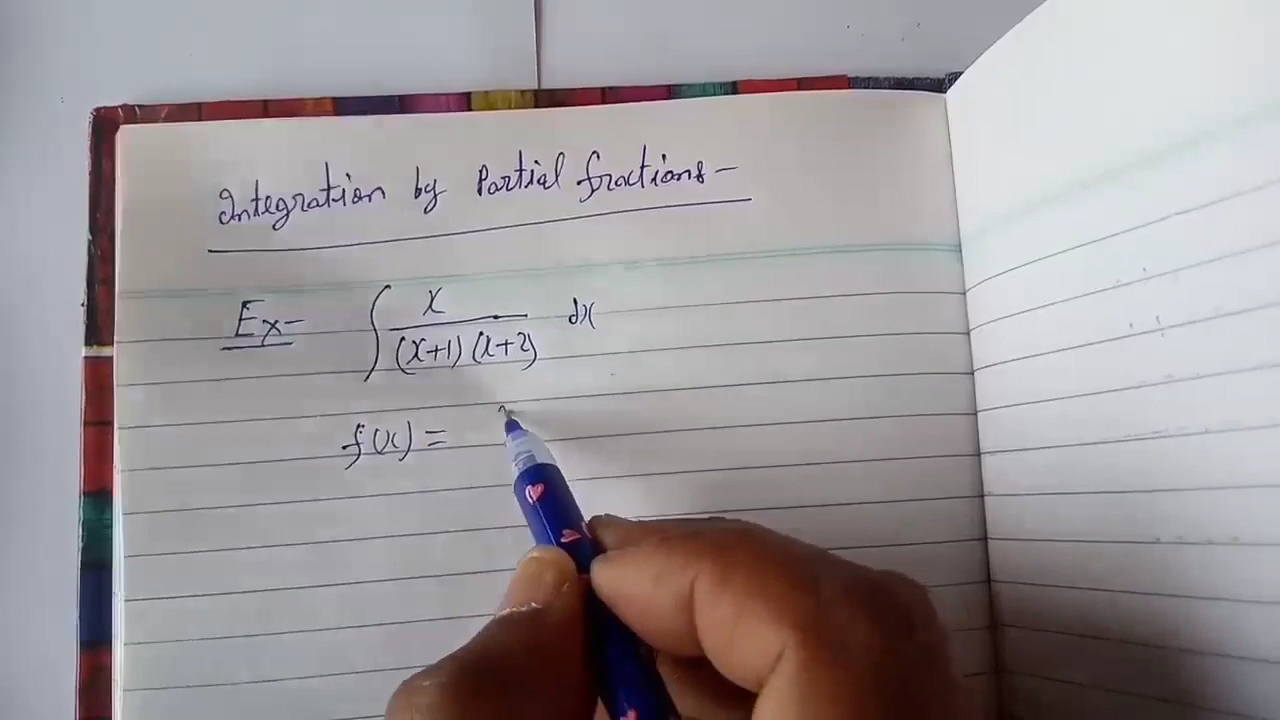 Integration by Partial fractions-
Ex- ∫ x/((x+1)(x+2)) dx
f(x) =